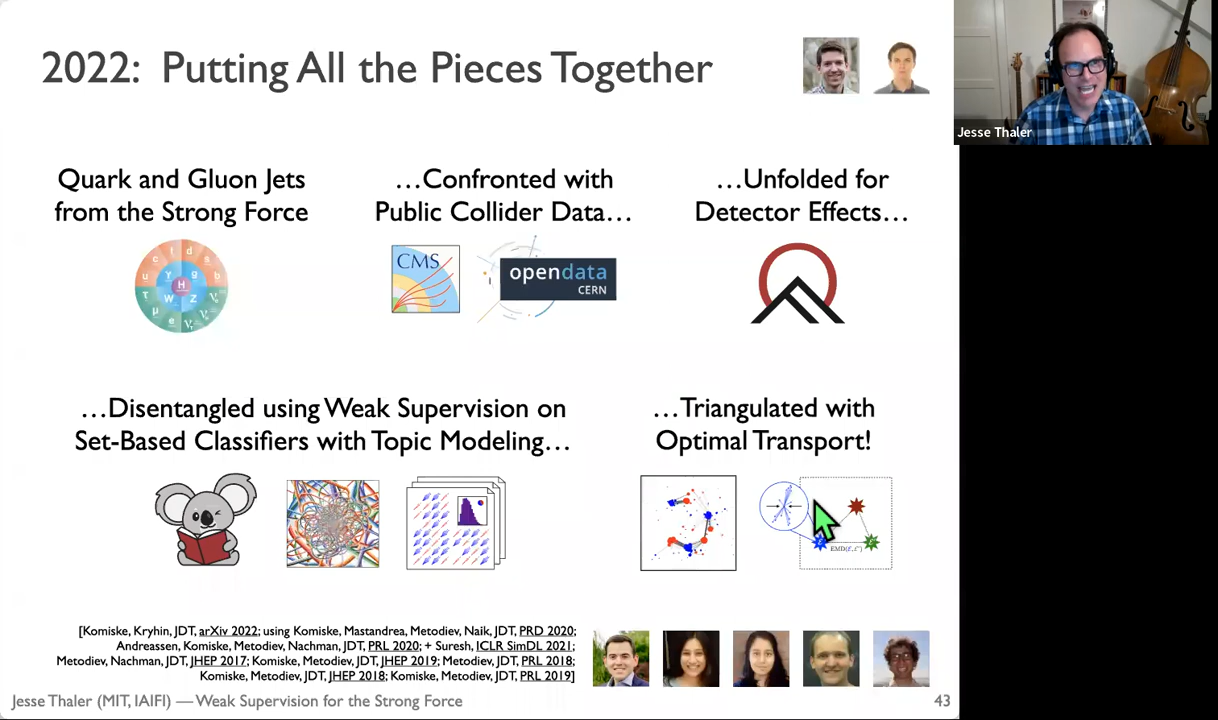 2022: Putting All the Pieces Together
Jesse Thaler
Quark and Gluon Jets
from the Strong Force
…Confronted with
Public Collider Data…
…Unfolded for
Detector Effects…
CMS
opendata
CERN
…Disentangled using Weak Supervision on
Set-Based Classifiers with Topic Modeling…
…Triangulated with
Optimal Transport!
[Komiske, Kryhin, JDT, arXiv 2022; using Komiske, Mastandrea, Metodiev, Naik, JDT, PRD 2020;
Andreassen, Komiske, Metodiev, Nachman, JDT, PRL 2020; + Suresh, ICLR SimDL 2021;
Metodiev, Nachman, JDT, JHEP 2017; Komiske, Metodiev, JDT, JHEP 2019; Metodiev, JDT, PRL 2018;
Komiske, Metodiev, JDT, JHEP 2018; Komiske, Metodiev, JDT, PRL 2019]
Jesse Thaler (MIT, IAIFI) — Weak Supervision for the Strong Force
43